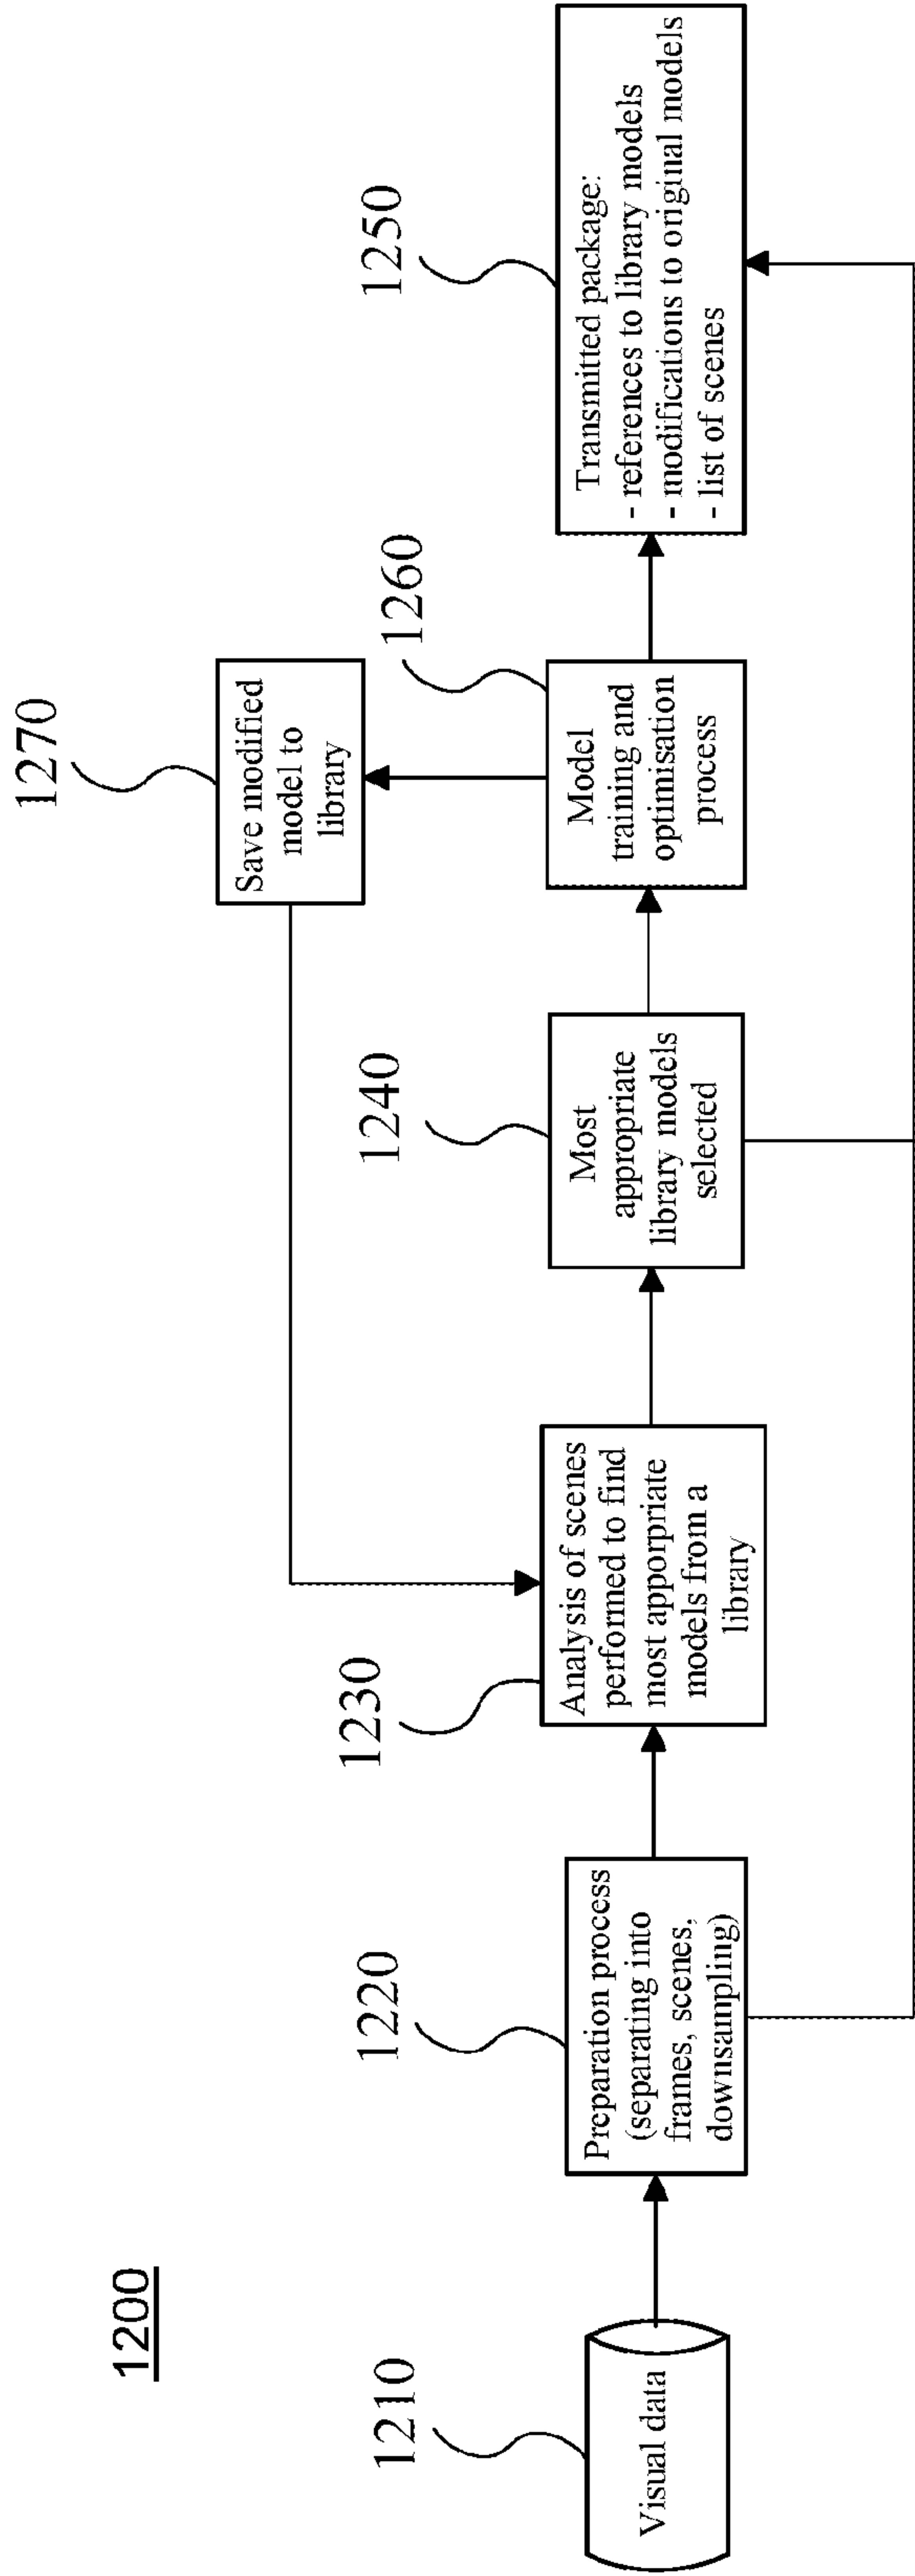 1200
1210
Visual data
1220
Preparation process
(separating into
frames, scenes,
downsampling)
1230
Analysis of scenes
performed to find
most apporpriate
models from a
library
1240
Most
appropriate
library models
selected
1260
Model
training and
optimisation
process
1270
Save modified
model to
library
1250
Transmitted package:
- references to library models
- modifications to original models
- list of scenes